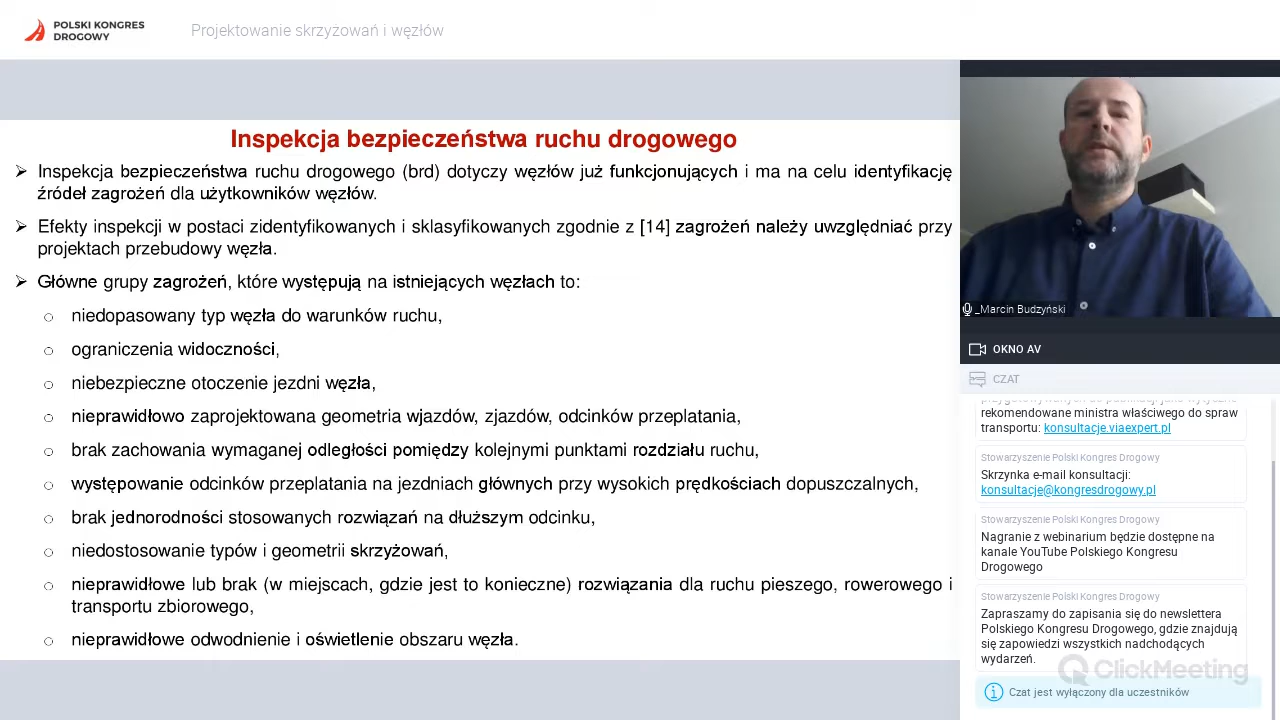 POLSKI KONGRES
DROGOWY
Projektowanie skrzyżowań i węzłów
Inspekcja bezpieczeństwa ruchu drogowego
Inspekcja bezpieczeństwa ruchu drogowego (brd) dotyczy węzłów już funkcjonujących i ma na celu identyfikację
źródeł zagrożeń dla użytkowników węzłów.
Efekty inspekcji w postaci zidentyfikowanych i sklasyfikowanych zgodnie z [14] zagrożeń należy uwzględniać przy
projektach przebudowy węzła.
Główne grupy zagrożeń, które występują na istniejących węzłach to:
niedopasowany typ węzła do warunków ruchu,
ograniczenia widoczności,
niebezpieczne otoczenie jezdni węzła,
nieprawidłowo zaprojektowana geometria wjazdów, zjazdów, odcinków przeplatania,
brak zachowania wymaganej odległości pomiędzy kolejnymi punktami rozdziału ruchu,
występowanie odcinków przeplatania na jezdniach głównych przy wysokich prędkościach dopuszczalnych,
brak jednorodności stosowanych rozwiązań na dłuższym odcinku,
niedostosowanie typów i geometrii skrzyżowań,
nieprawidłowe lub brak (w miejscach, gdzie jest to konieczne) rozwiązania dla ruchu pieszego, rowerowego i
transportu zbiorowego,
nieprawidłowe odwodnienie i oświetlenie obszaru węzła.
_Marcin Budzyński
OKNO AV
CZAT
rekomendowane ministra właściwego do spraw
transportu: konsultacje.viaexpert.pl
Stowarzyszenie Polski Kongres Drogowy
Skrzynka e-mail konsultacji:
konsultacje@kongresdrogowy.pl
Stowarzyszenie Polski Kongres Drogowy
Nagranie z webinarium będzie dostępne na
kanale YouTube Polskiego Kongresu
Drogowego
Stowarzyszenie Polski Kongres Drogowy
Zapraszamy do zapisania się do newslettera
Polskiego Kongresu Drogowego, gdzie znajdują
się zapowiedzi wszystkich nadchodzących
wydarzeń.
ClickMeeting
Czat jest wyłączony dla uczestników